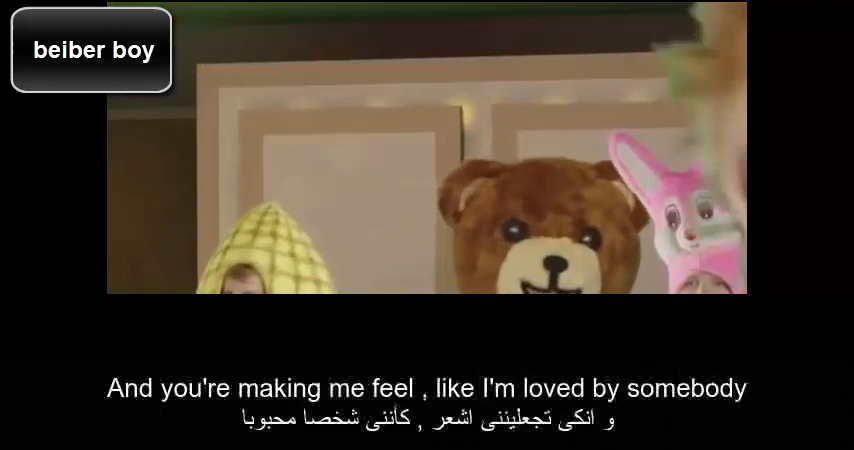 beiber boy
And you're making me feel , like I'm loved by somebody
و انكى تجعليننى اشعر , كأننى شخصا محبوبا